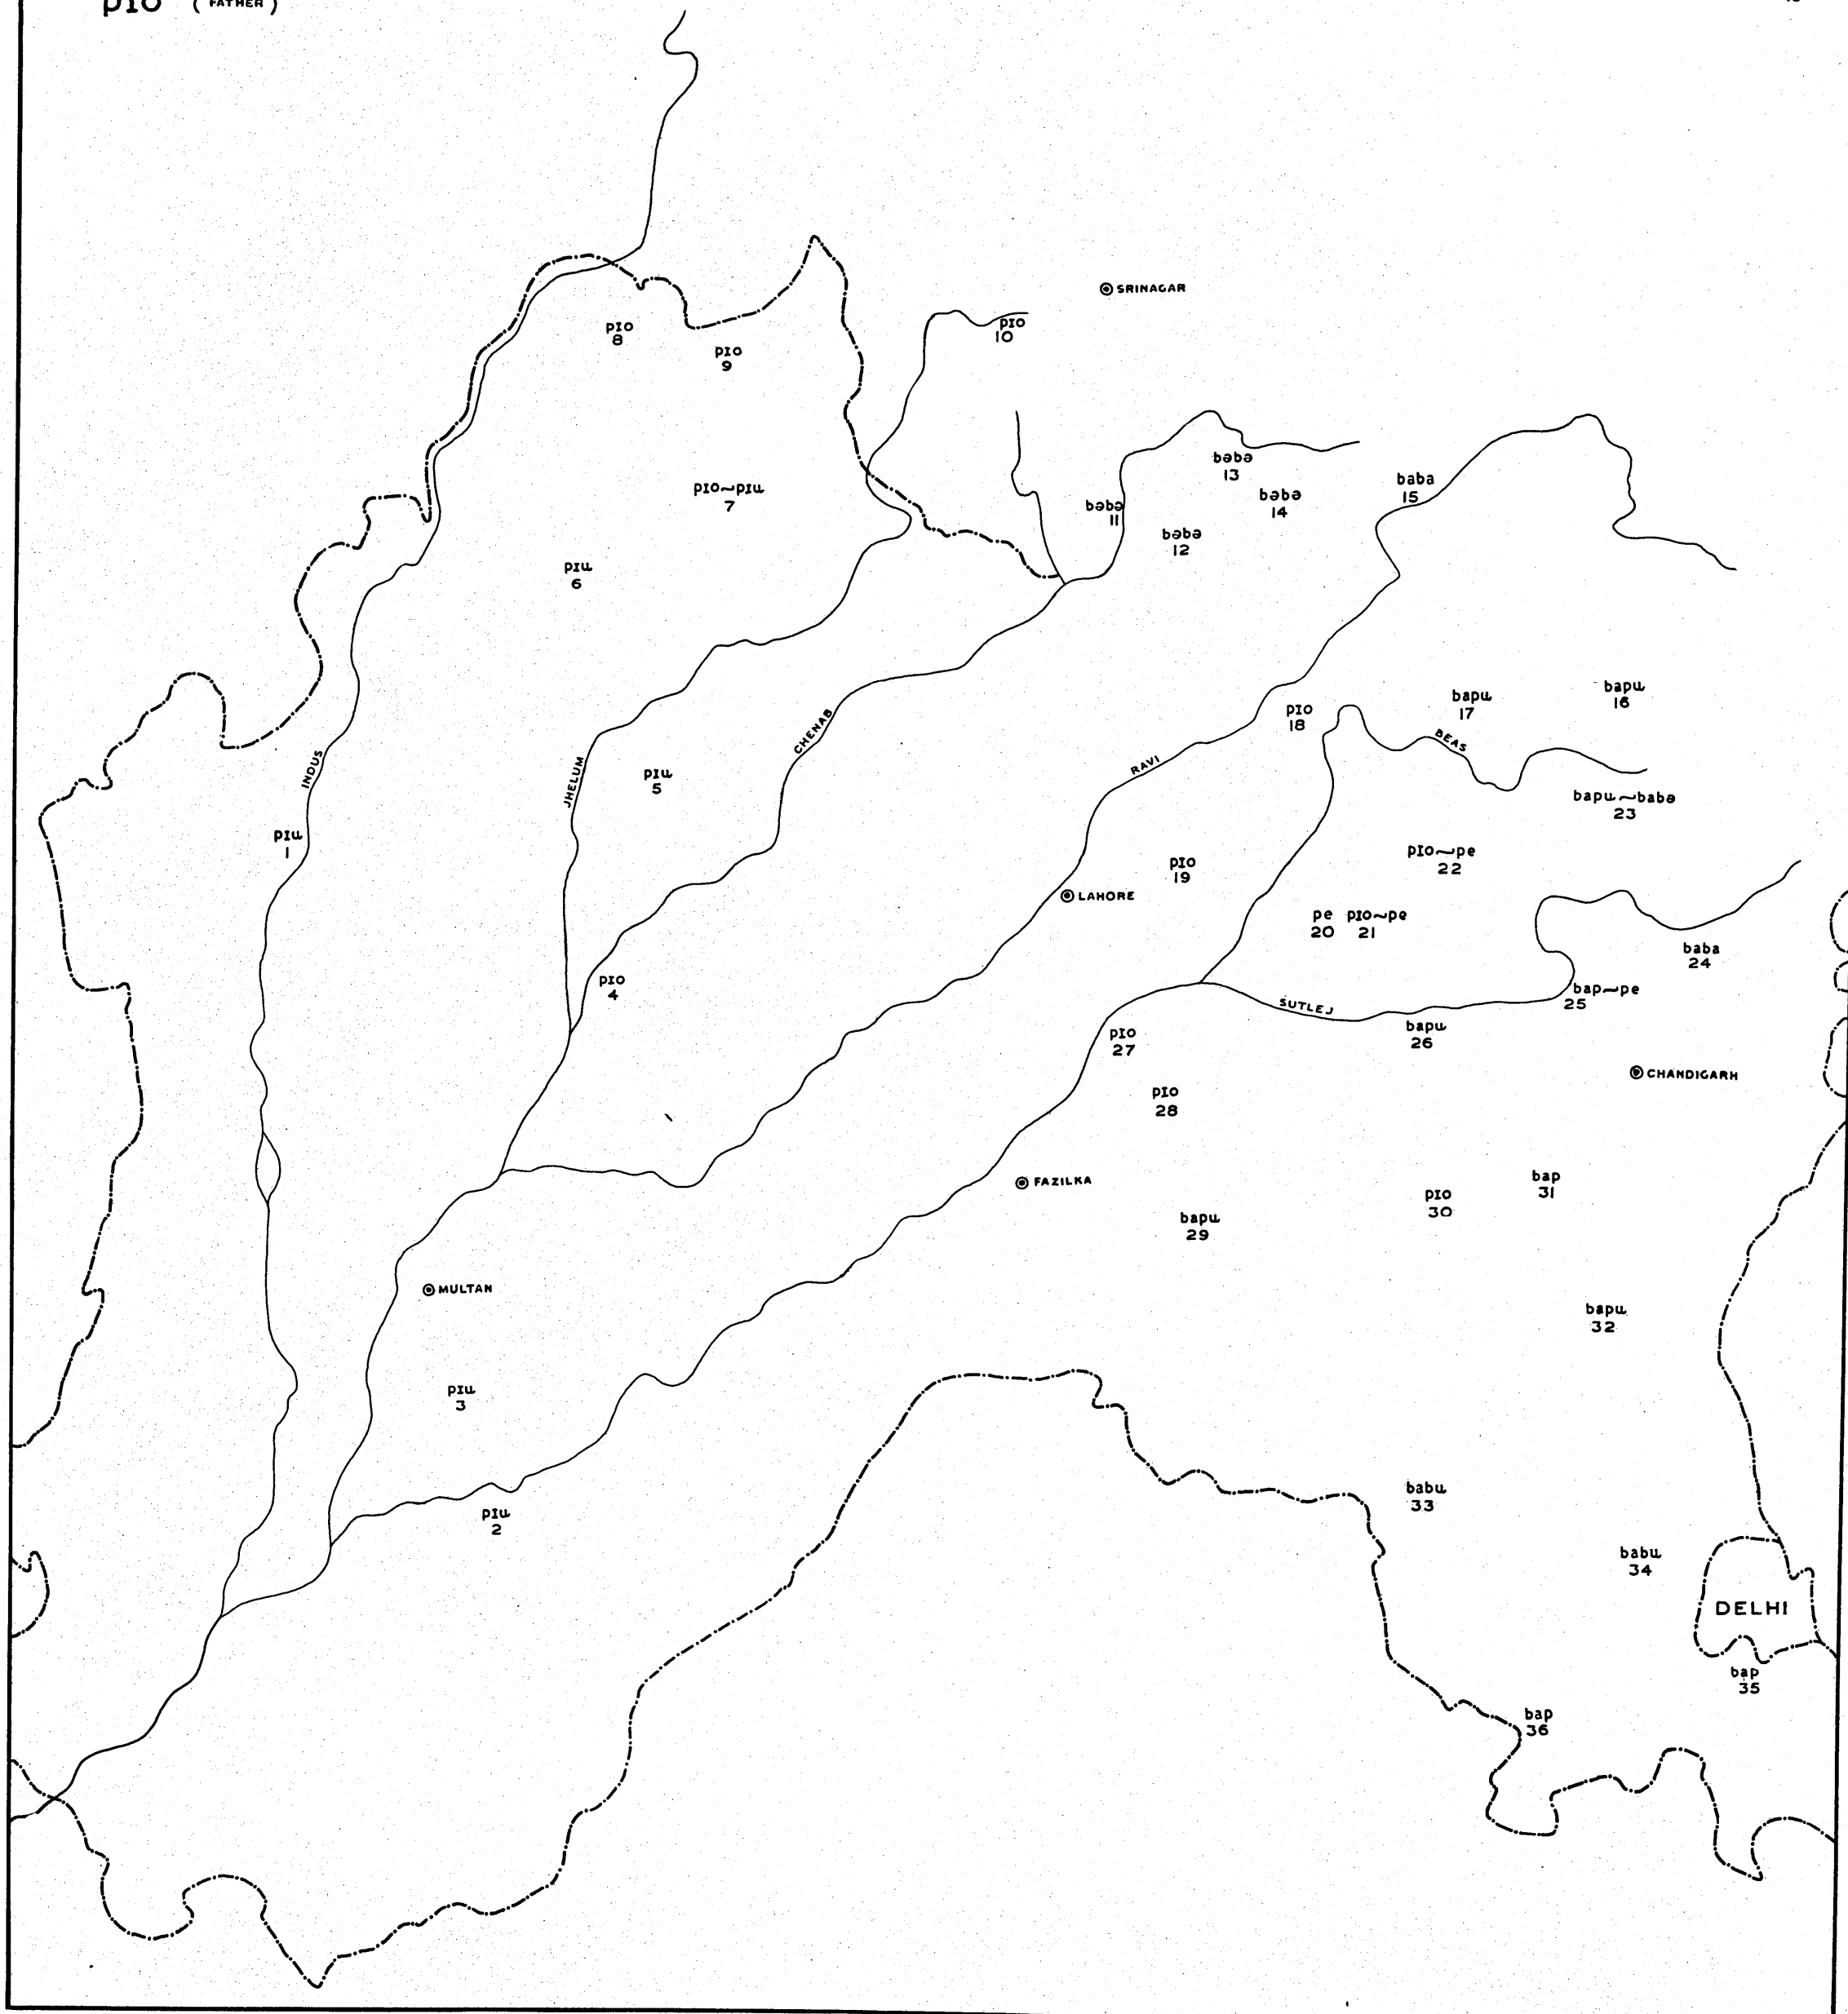 pɪo (FATHER)
SRINAGAR
pɪo
8
pɪo
9
pɪo
10
bəbə
13
baba
15
pɪo~pɪu
7
bəbə
14
bəbə
11
bəbə
12
pɪu
6
bapu
16
bapu
17
pɪo
18
BEAS
CHENAB
RAVI
INDUS
JHELUM
pɪu
5
bapu~babə
23
pɪu
1
pɪo~pe
22
pɪo
19
LAHORE
pe pɪo~pe
20 21
baba
24
pɪo
4
bap~pe
25
SUTLEJ
bapu
26
pɪo
27
CHANDIGARH
pɪo
28
FAZILKA
bap
31
pɪo
30
bapu
29
MULTAN
bapu
32
pɪu
3
babu
33
pɪu
2
babu
34
DELHI
bap
35
bap
36